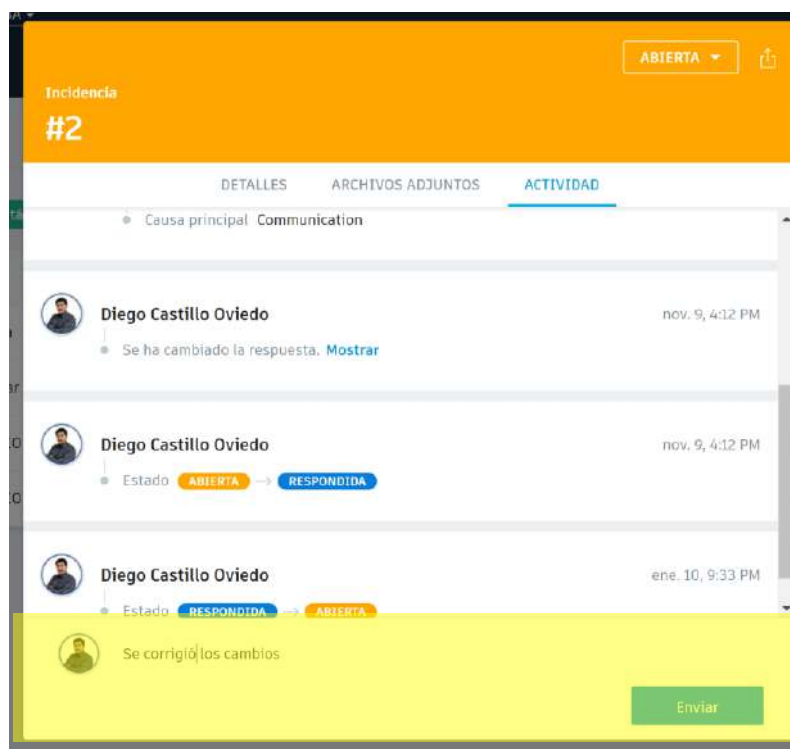 ABIERTA
Incidencia
#2
DETALLES ARCHIVOS ADJUNTOS ACTIVIDAD
Causa principal Communication
Diego Castillo Oviedo nov. 9, 4:12 PM
Se ha cambiado la respuesta. Mostrar
Diego Castillo Oviedo nov. 9, 4:12 PM
Estado ABIERTA → RESPONDIDA
Diego Castillo Oviedo ene. 10, 9:33 PM
Estado RESPONDIDA → ABIERTA
Se corrigió los cambios
Enviar